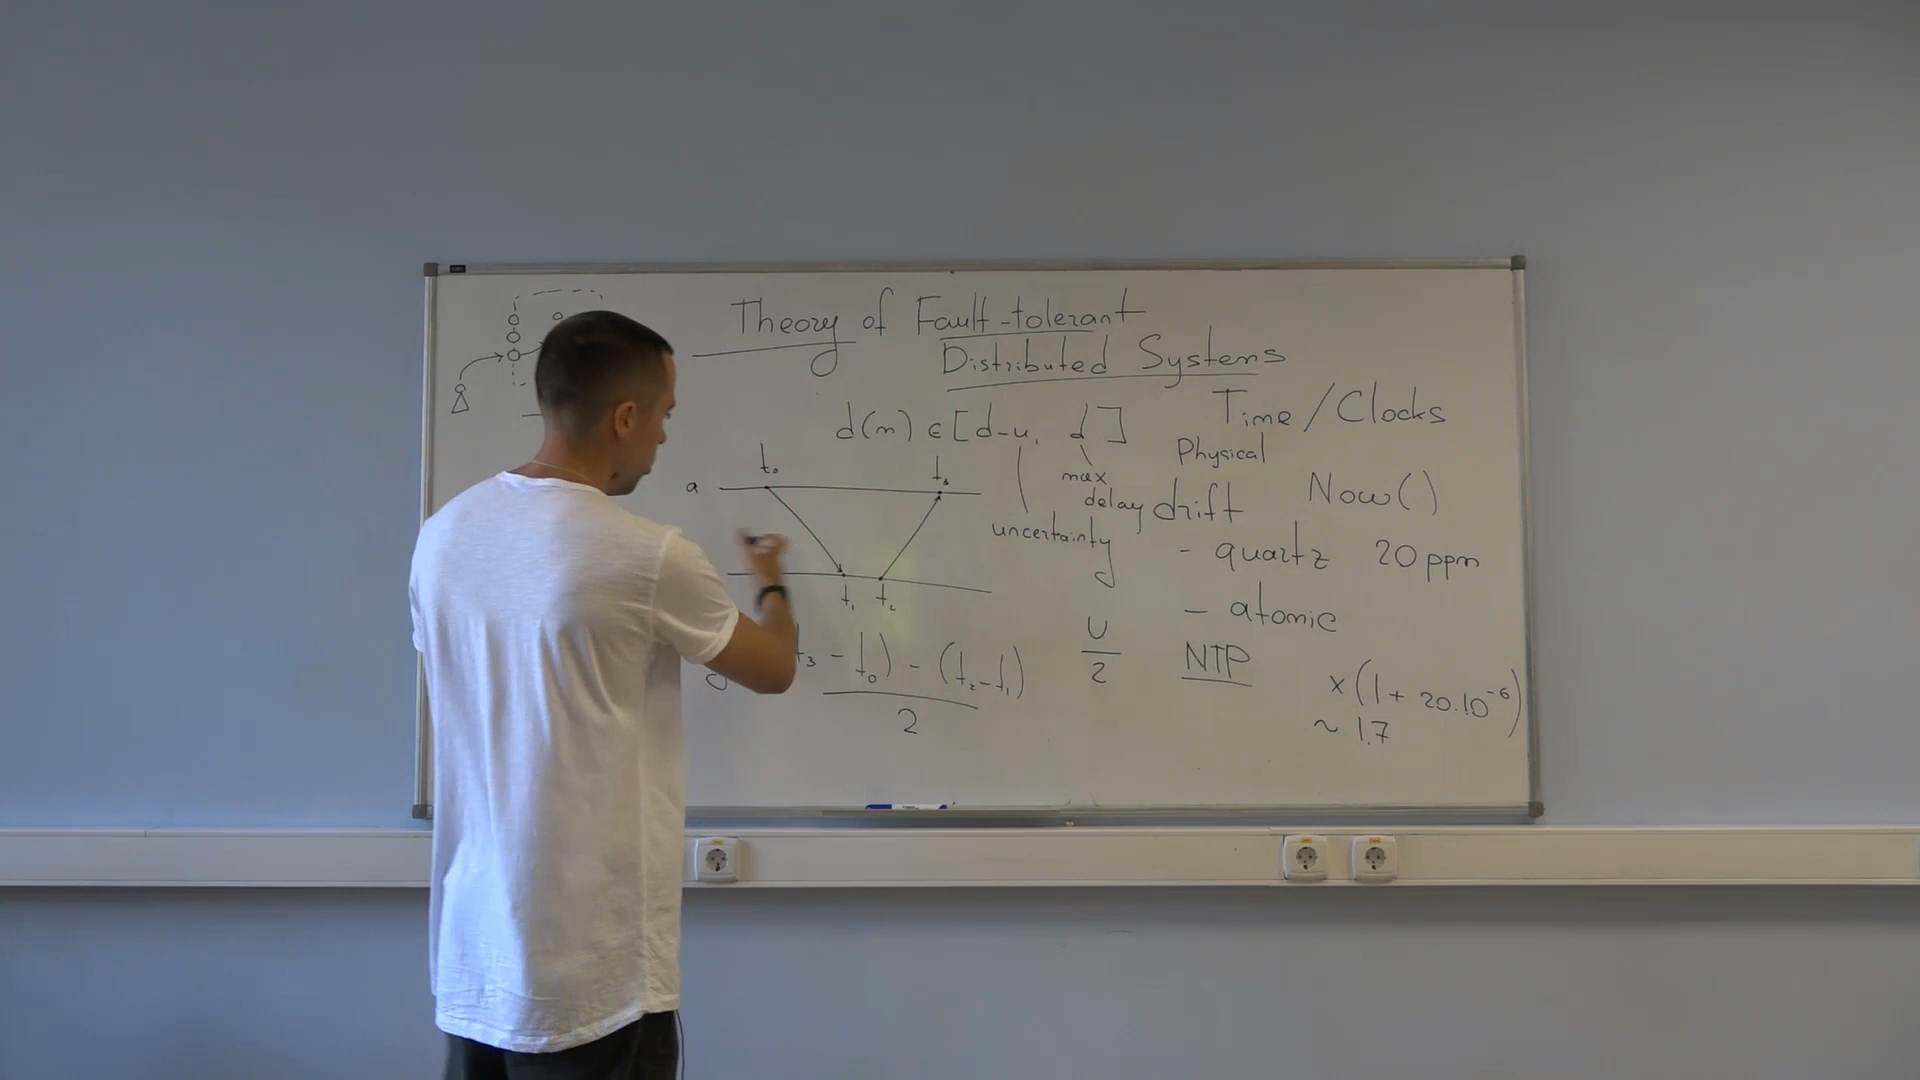 Theory of Fault-tolerant
Distributed Systems
d(m) ∈ [d-u, d]
Time / Clocks
Physical
t₀
t₃
a
max
delay
uncertainty
drift
Now()
- quartz 20 ppm
t₁ t₂
- atomic
₃ - t₀) - (t₂ - t₁)
2
U
2
NTP
x(1 + 20.10⁻⁶)
~ 1.7